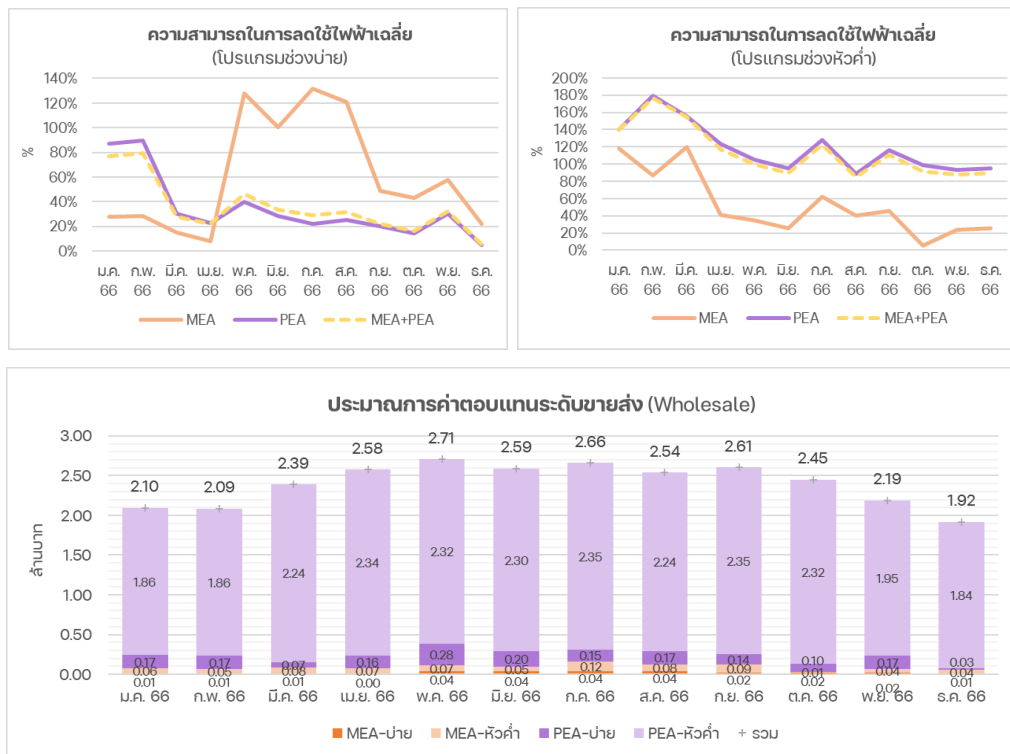 ความสามารถในการลดใช้ไฟฟ้าเฉลี่ย
(โปรแกรมช่วงบ่าย)
140%
120%
100%
80%
60%
40%
20%
0%
%
ม.ค. ก.พ. มี.ค. เม.ย. พ.ค. มิ.ย. ก.ค. ส.ค. ก.ย. ต.ค. พ.ย. ธ.ค.
66 66 66 66 66 66 66 66 66 66 66 66
MEA PEA MEA+PEA
ความสามารถในการลดใช้ไฟฟ้าเฉลี่ย
(โปรแกรมช่วงหัวค่ำ)
200%
180%
160%
140%
120%
100%
80%
60%
40%
20%
0%
%
ม.ค. ก.พ. มี.ค. เม.ย. พ.ค. มิ.ย. ก.ค. ส.ค. ก.ย. ต.ค. พ.ย. ธ.ค.
66 66 66 66 66 66 66 66 66 66 66 66
MEA PEA MEA+PEA
ประมาณการค่าตอบแทนระดับขายส่ง (Wholesale)
ล้านบาท
3.00
2.50
2.00
1.50
1.00
0.50
0.00
2.10 2.09 2.39 2.58 2.71 2.59 2.66 2.54 2.61 2.45 2.19 1.92
1.86 1.86 2.24 2.34 2.32 2.30 2.35 2.24 2.35 2.32 1.95 1.84
0.17 0.17 0.07 0.16 0.28 0.20 0.15 0.17 0.14 0.10 0.17 0.03
0.06 0.05 0.08 0.07 0.07 0.05 0.12 0.08 0.09 0.01 0.04 0.04
0.01 0.01 0.01 0.00 0.04 0.04 0.04 0.04 0.02 0.02 0.02 0.01
ม.ค. 66 ก.พ. 66 มี.ค. 66 เม.ย. 66 พ.ค. 66 มิ.ย. 66 ก.ค. 66 ส.ค. 66 ก.ย. 66 ต.ค. 66 พ.ย. 66 ธ.ค. 66
MEA-บ่าย MEA-หัวค่ำ PEA-บ่าย PEA-หัวค่ำ + รวม